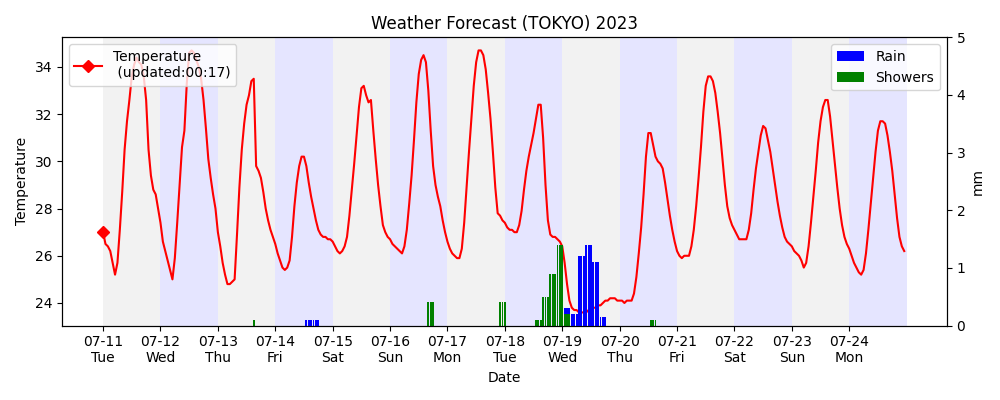 Weather Forecast (TOKYO) 2023
Temperature
(updated:00:17)
Rain
Showers
34
32
30
28
26
24
Temperature
5
4
3
2
1
0
mm
07-11 07-12 07-13 07-14 07-15 07-16 07-17 07-18 07-19 07-20 07-21 07-22 07-23 07-24
Tue Wed Thu Fri Sat Sun Mon Tue Wed Thu Fri Sat Sun Mon
Date